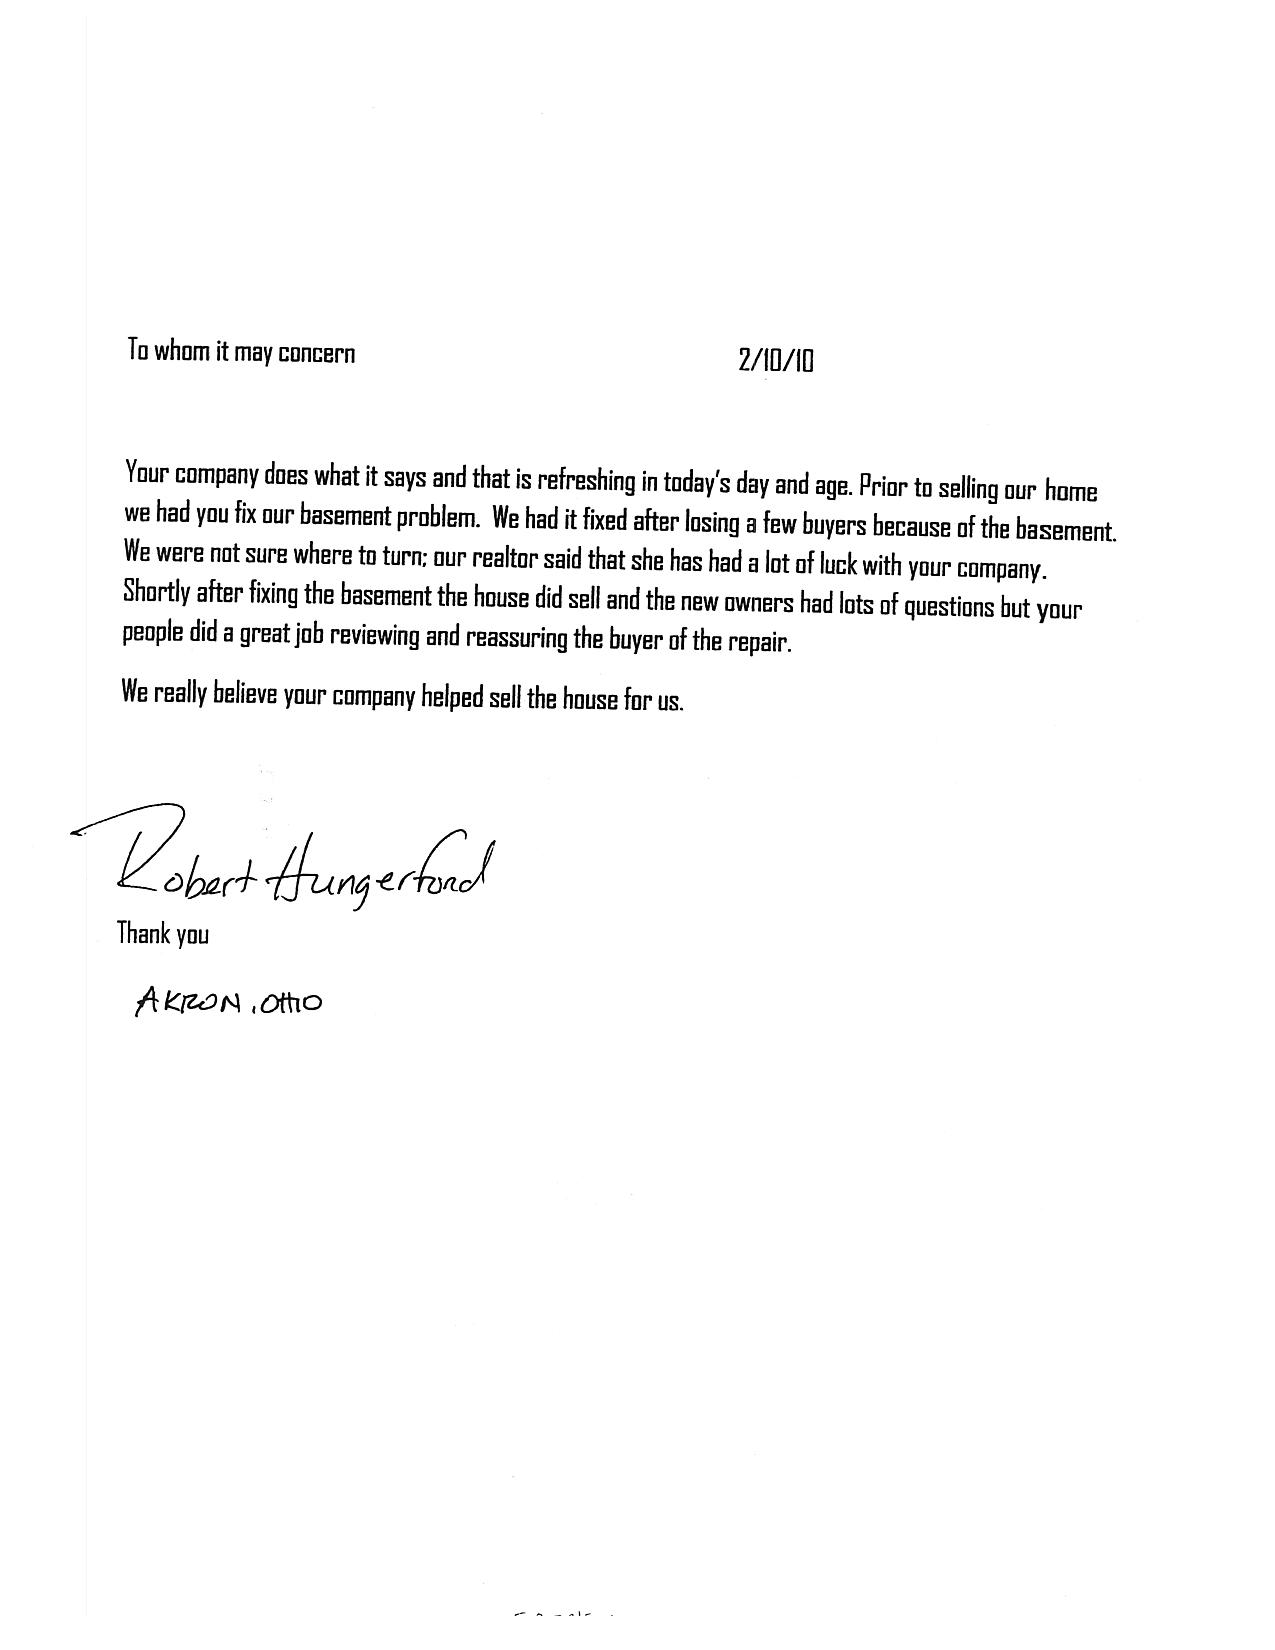 To whom it may concern 2/10/10
Your company does what it says and that is refreshing in today's day and age. Prior to selling our home
we had you fix our basement problem. We had it fixed after losing a few buyers because of the basement.
We were not sure where to turn; our realtor said that she has had a lot of luck with your company.
Shortly after fixing the basement the house did sell and the new owners had lots of questions but your
people did a great job reviewing and reassuring the buyer of the repair.
We really believe your company helped sell the house for us.
Robert Hungerford
Thank you
AKRON, OHIO